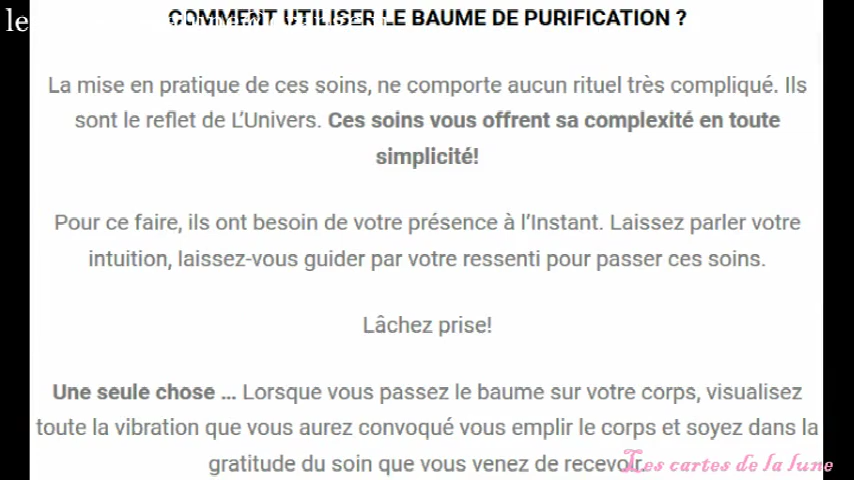 le
COMMENT UTILISER LE BAUME DE PURIFICATION ?
La mise en pratique de ces soins, ne comporte aucun rituel très compliqué. Ils
sont le reflet de L’Univers. Ces soins vous offrent sa complexité en toute
simplicité!
Pour ce faire, ils ont besoin de votre présence à l’Instant. Laissez parler votre
intuition, laissez-vous guider par votre ressenti pour passer ces soins.
Lâchez prise!
Une seule chose ... Lorsque vous passez le baume sur votre corps, visualisez
toute la vibration que vous aurez convoqué vous emplir le corps et soyez dans la
gratitude du soin que vous venez de recevoir.
Les cartes de la lune